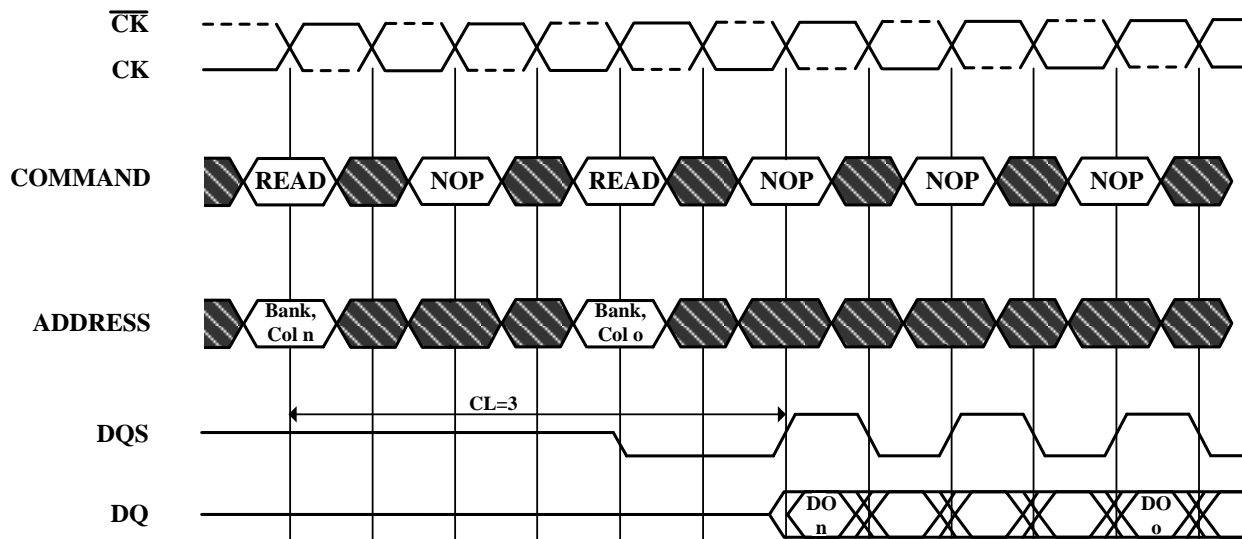 C̅K̅
CK
COMMAND
READ
NOP
READ
NOP
NOP
NOP
ADDRESS
Bank,
Col n
Bank,
Col o
CL=3
DQS
DQ
DO
n
DO
o